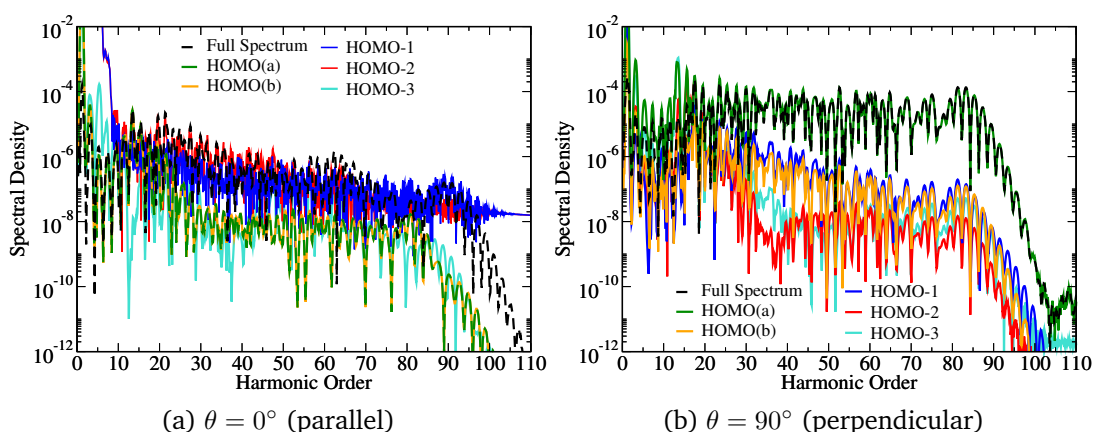 Spectral Density
10^-2
10^-4
10^-6
10^-8
10^-10
10^-12
Full Spectrum
HOMO(a)
HOMO(b)
HOMO-1
HOMO-2
HOMO-3
0 10 20 30 40 50 60 70 80 90 100 110
Harmonic Order
(a) θ = 0° (parallel)
Spectral Density
10^-2
10^-4
10^-6
10^-8
10^-10
10^-12
Full Spectrum
HOMO(a)
HOMO(b)
HOMO-1
HOMO-2
HOMO-3
0 10 20 30 40 50 60 70 80 90 100 110
Harmonic Order
(b) θ = 90° (perpendicular)